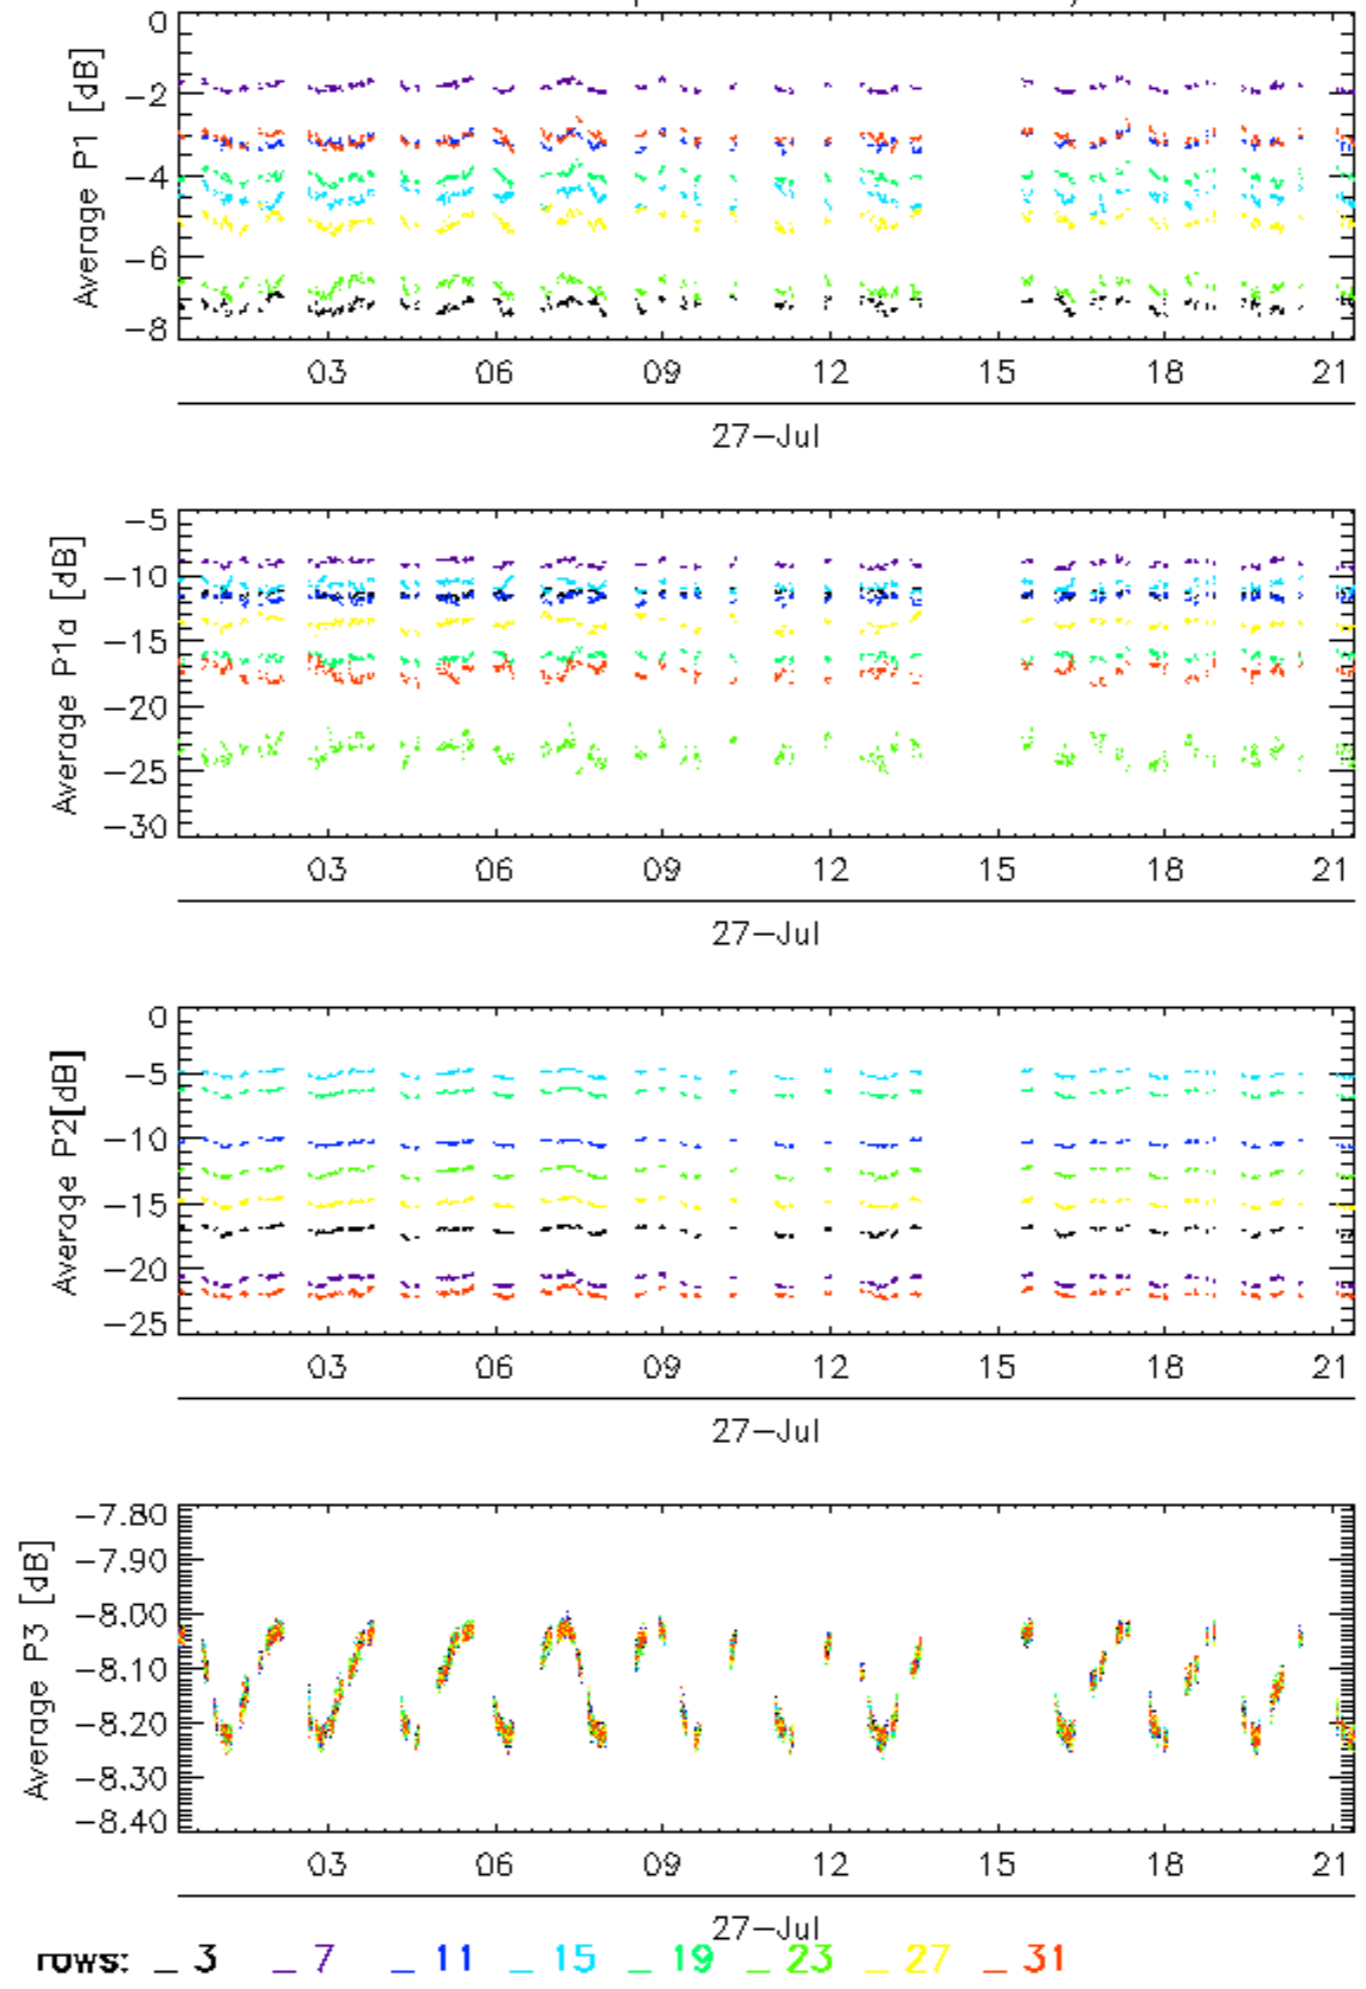 0
-2
-4
-6
-8
Average P1 [dB]
03 06 09 12 15 18 21
27-Jul
-5
-10
-15
-20
-25
-30
Average P1a [dB]
03 06 09 12 15 18 21
27-Jul
0
-5
-10
-15
-20
-25
Average P2[dB]
03 06 09 12 15 18 21
27-Jul
-7.80
-7.90
-8.00
-8.10
-8.20
-8.30
-8.40
Average P3 [dB]
03 06 09 12 15 18 21
27-Jul
rows: _ 3 _ 7 _ 11 _ 15 _ 19 _ 23 _ 27 _ 31